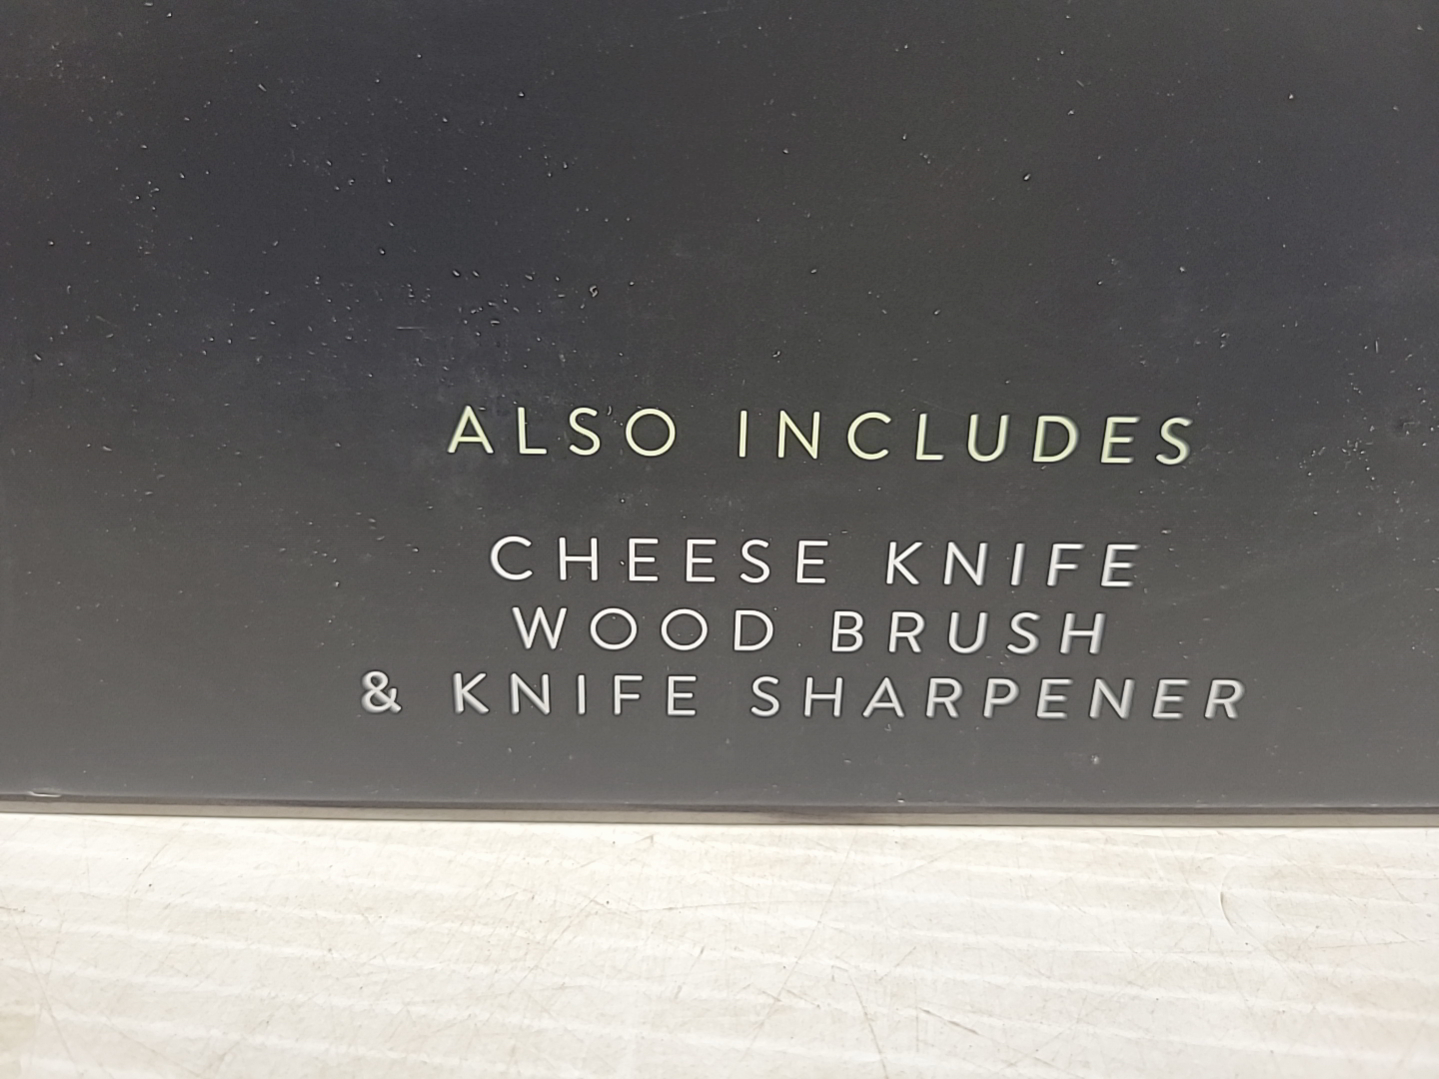 ALSO INCLUDES
CHEESE KNIFE
WOOD BRUSH
& KNIFE SHARPENER